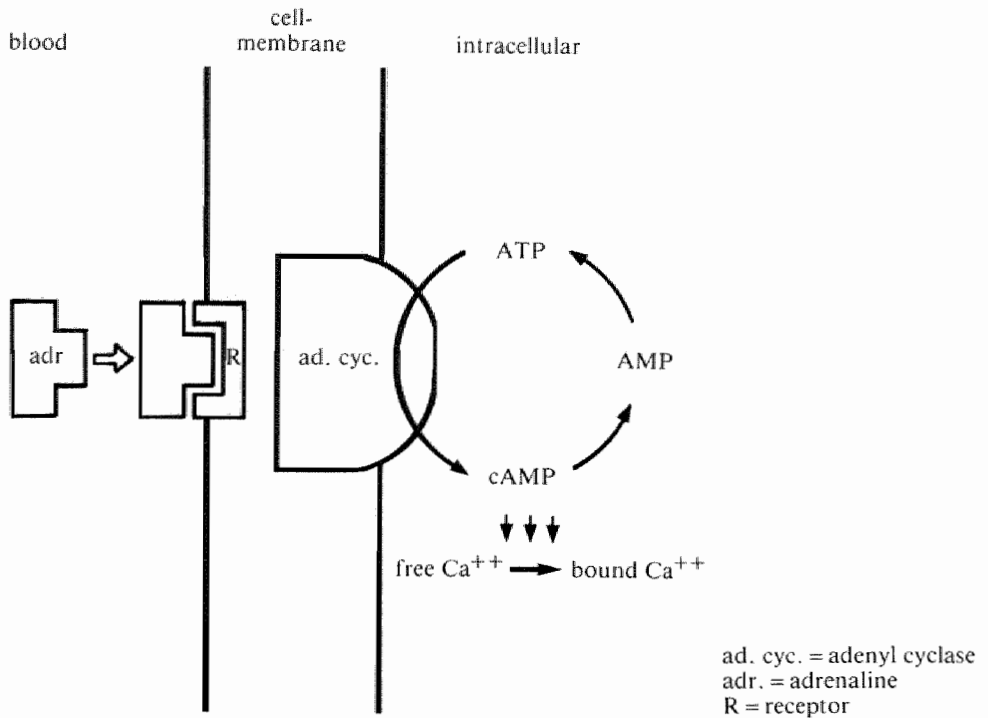 blood
cell-
membrane
intracellular
ATP
adr
R
ad. cyc.
AMP
cAMP
free Ca++ bound Ca++
ad. cyc. = adenyl cyclase
adr. = adrenaline
R = receptor